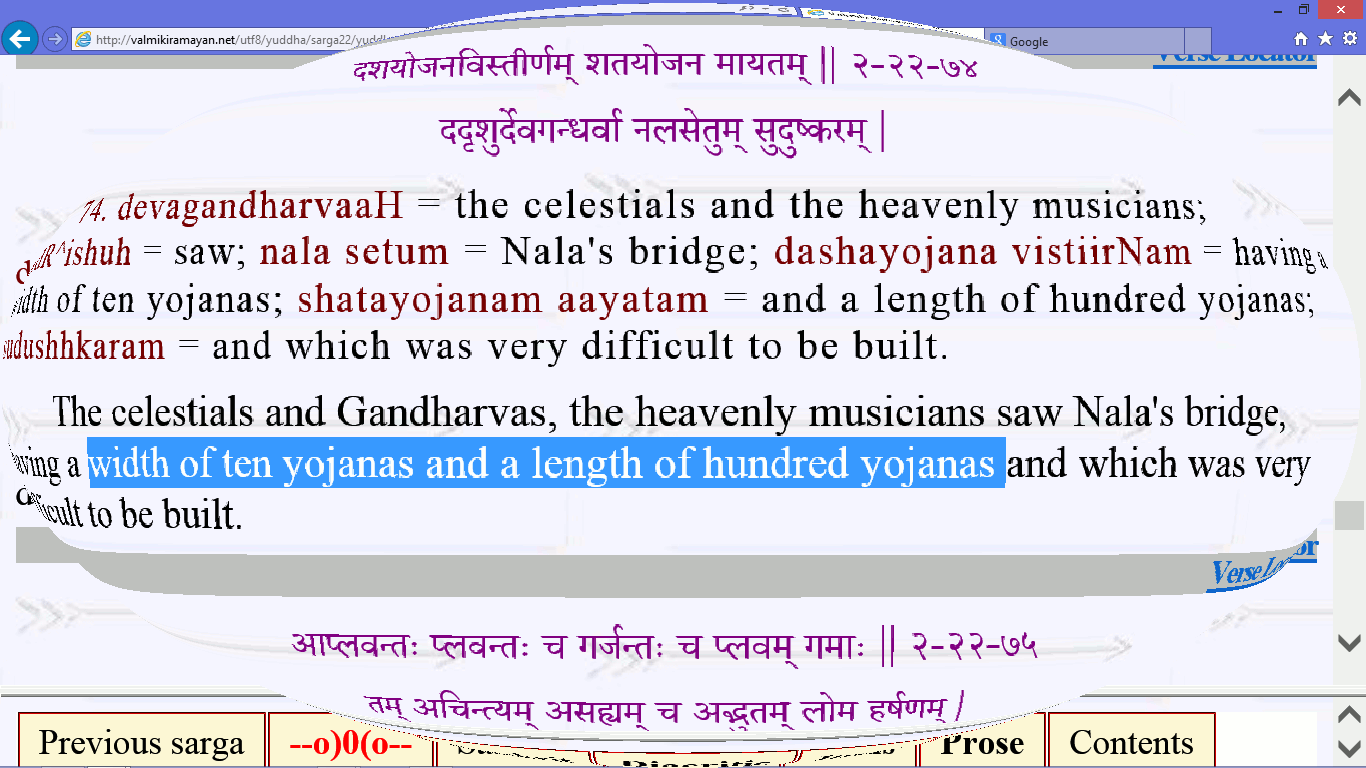 http://valmikiramayan.net/utf8/yuddha/sarga22/yuddh
Google
Verse Locator
दशयोजनविस्तीर्णम् शतयोजन मायतम् || २-२२-७४
ददृशुर्देवगन्धर्वा नलसेतुम् सुदुष्करम् |
74. devagandharvaaH = the celestials and the heavenly musicians;
dadR^ishuh = saw; nala setum = Nala's bridge; dashayojana vistiirNam = having a
width of ten yojanas; shatayojanam aayatam = and a length of hundred yojanas;
sudushhkaram = and which was very difficult to be built.
The celestials and Gandharvas, the heavenly musicians saw Nala's bridge,
having a width of ten yojanas and a length of hundred yojanas and which was very
difficult to be built.
Verse Locator
आप्लवन्तः प्लवन्तः च गर्जन्तः च प्लवम् गमाः || २-२२-७५
तम् अचिन्त्यम् असह्यम् च अद्भुतम् लोम हर्षणम् |
Previous sarga --o)0(o-- Prose Contents